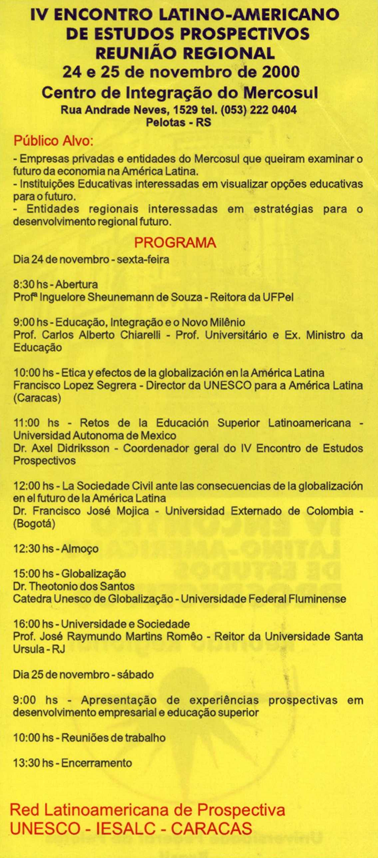 IV ENCONTRO LATINO-AMERICANO
DE ESTUDOS PROSPECTIVOS
REUNIÃO REGIONAL
24 e 25 de novembro de 2000
Centro de Integração do Mercosul
Rua Andrade Neves, 1529 tel. (053) 222 0404
Pelotas - RS
Público Alvo:
- Empresas privadas e entidades do Mercosul que queiram examinar o
futuro da economia na América Latina.
- Instituições Educativas interessadas em visualizar opções educativas
para o futuro.
- Entidades regionais interessadas em estratégias para o
desenvolvimento regional futuro.
PROGRAMA
Dia 24 de novembro - sexta-feira
8:30 hs - Abertura
Profª Inguelore Sheunemann de Souza - Reitora da UFPel
9:00 hs - Educação, Integração e o Novo Milênio
Prof. Carlos Alberto Chiarelli - Prof. Universitário e Ex. Ministro da
Educação
10:00 hs - Etica y efectos de la globalización en la América Latina
Francisco Lopez Segrera - Director da UNESCO para a América Latina
(Caracas)
11:00 hs - Retos de la Educación Superior Latinoamericana -
Universidad Autonoma de Mexico
Dr. Axel Didriksson - Coordenador geral do IV Encontro de Estudos
Prospectivos
12:00 hs - La Sociedade Civil ante las consecuencias de la globalización
en el futuro de la América Latina
Dr. Francisco José Mojica - Universidad Externado de Colombia -
(Bogotá)
12:30 hs - Almoço
15:00 hs - Globalização
Dr. Theotonio dos Santos
Catedra Unesco de Globalização - Universidade Federal Fluminense
16:00 hs - Universidade e Sociedade
Prof. José Raymundo Martins Romêo - Reitor da Universidade Santa
Ursula - RJ
Dia 25 de novembro - sábado
9:00 hs - Apresentação de experiências prospectivas em
desenvolvimento empresarial e educação superior
10:00 hs - Reuniões de trabalho
13:30 hs - Encerramento
Red Latinoamericana de Prospectiva
UNESCO - IESALC - CARACAS